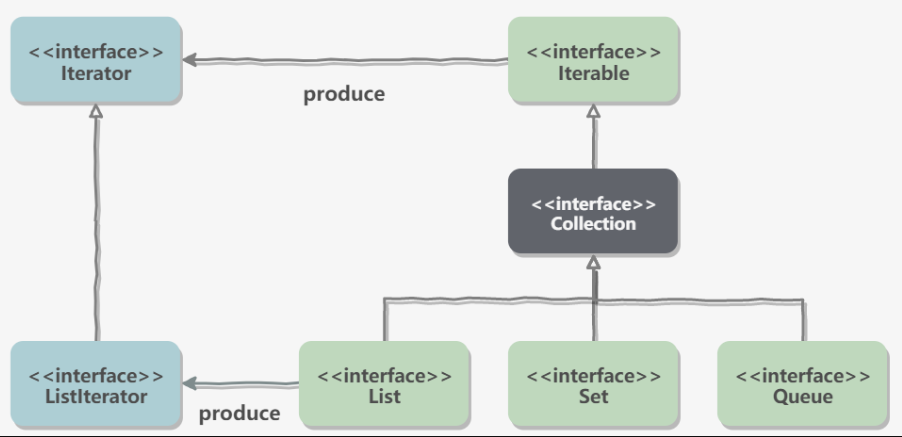 <<interface>>
Iterator
<<interface>>
Iterable
produce
<<interface>>
Collection
<<interface>>
ListIterator
<<interface>>
List
<<interface>>
Set
<<interface>>
Queue
produce